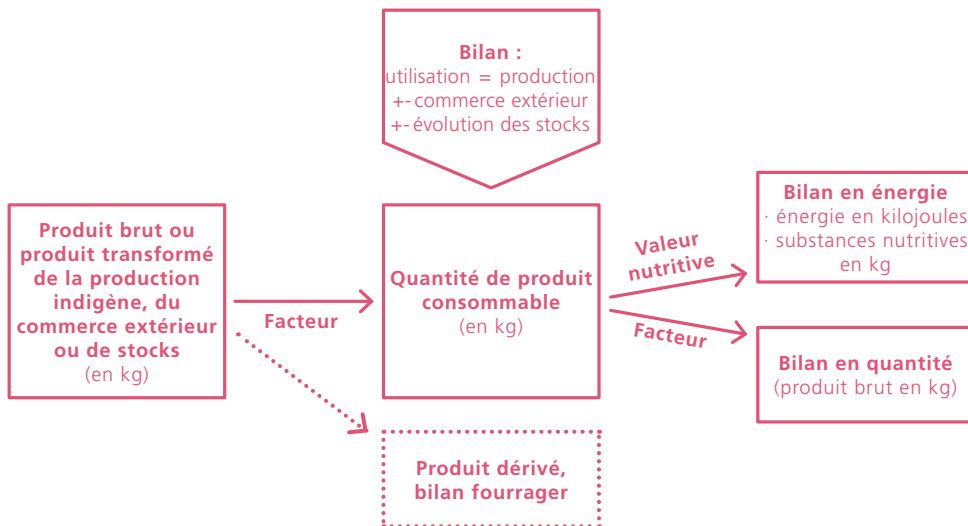 Bilan :
utilisation = production
+- commerce extérieur
+- évolution des stocks
Produit brut ou
produit transformé
de la production
indigène, du
commerce extérieur
ou de stocks
(en kg)
Facteur
Quantité de produit
consommable
(en kg)
Valeur
nutritive
Facteur
Bilan en énergie
· énergie en kilojoules
· substances nutritives
en kg
Bilan en quantité
(produit brut en kg)
Produit dérivé,
bilan fourrager